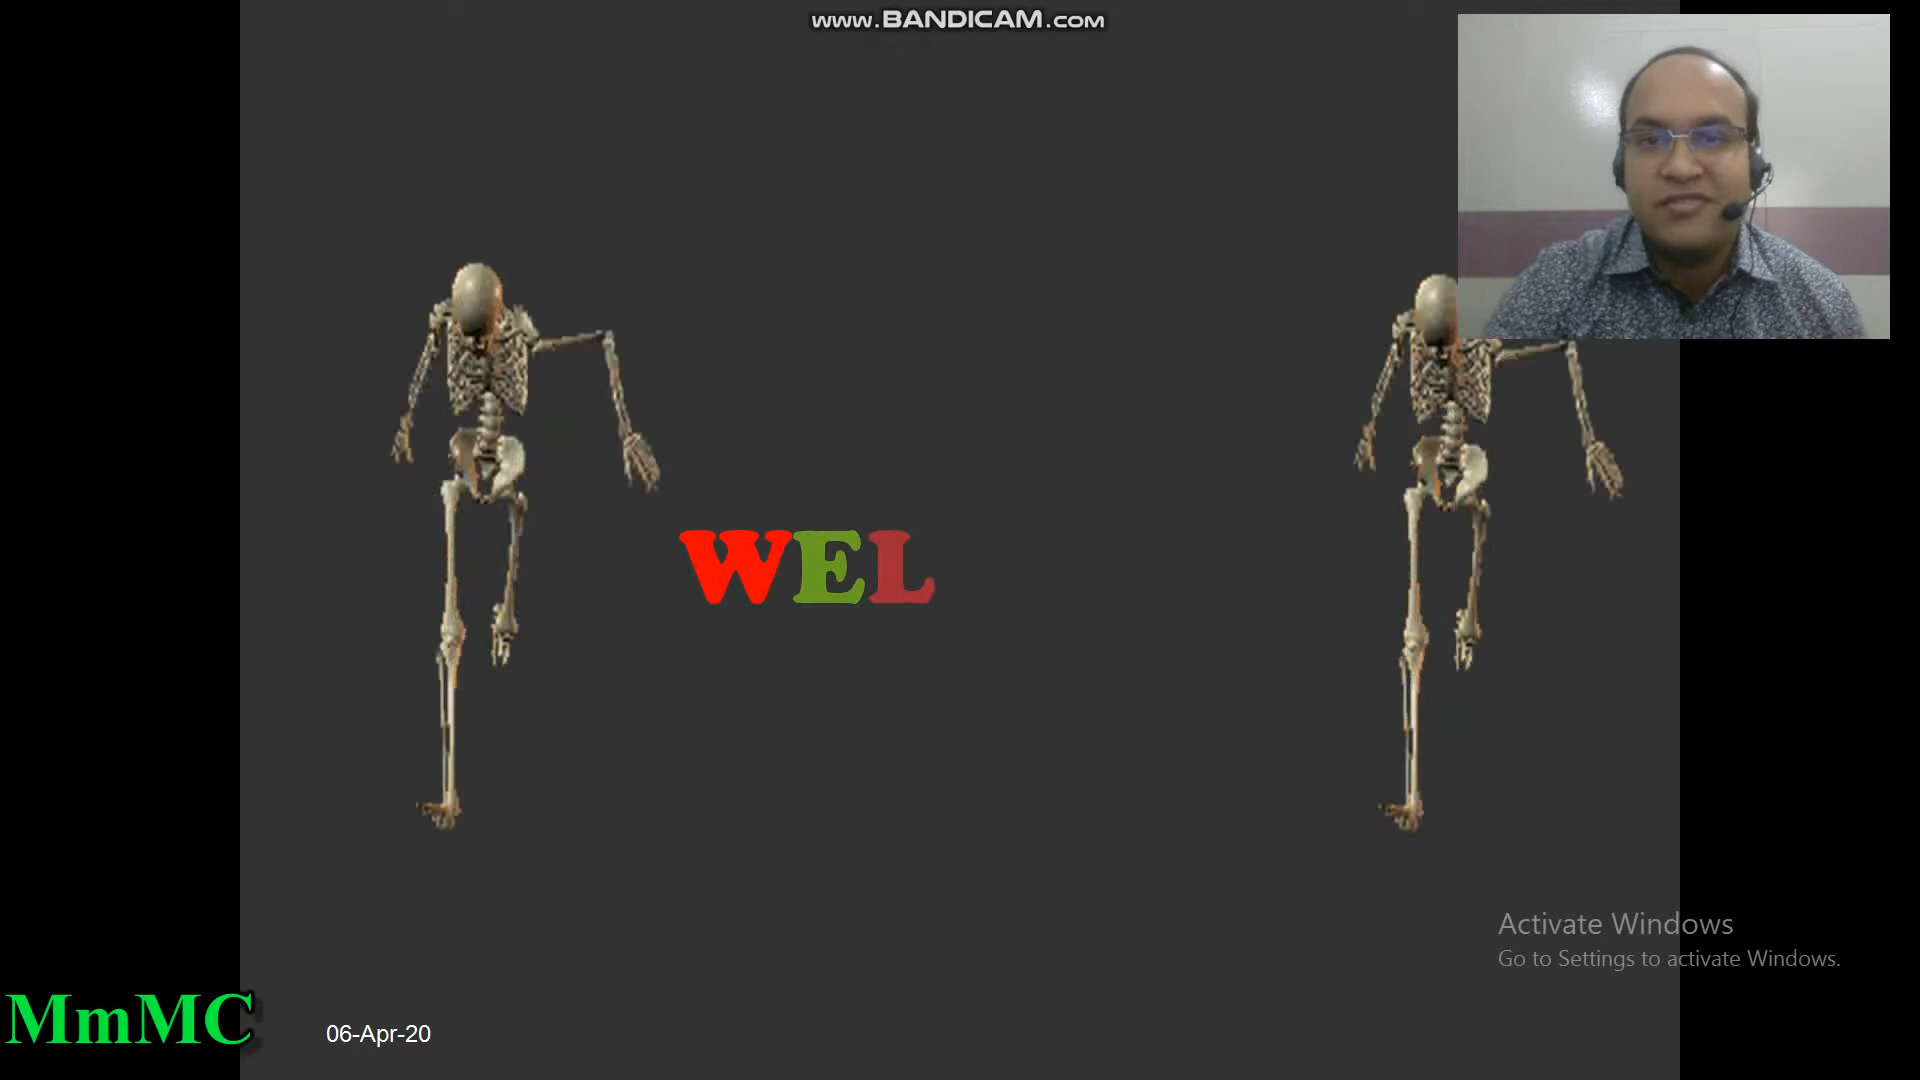 www.BANDICAM.com
WEL
Activate Windows
Go to Settings to activate Windows.
MmMC
06-Apr-20